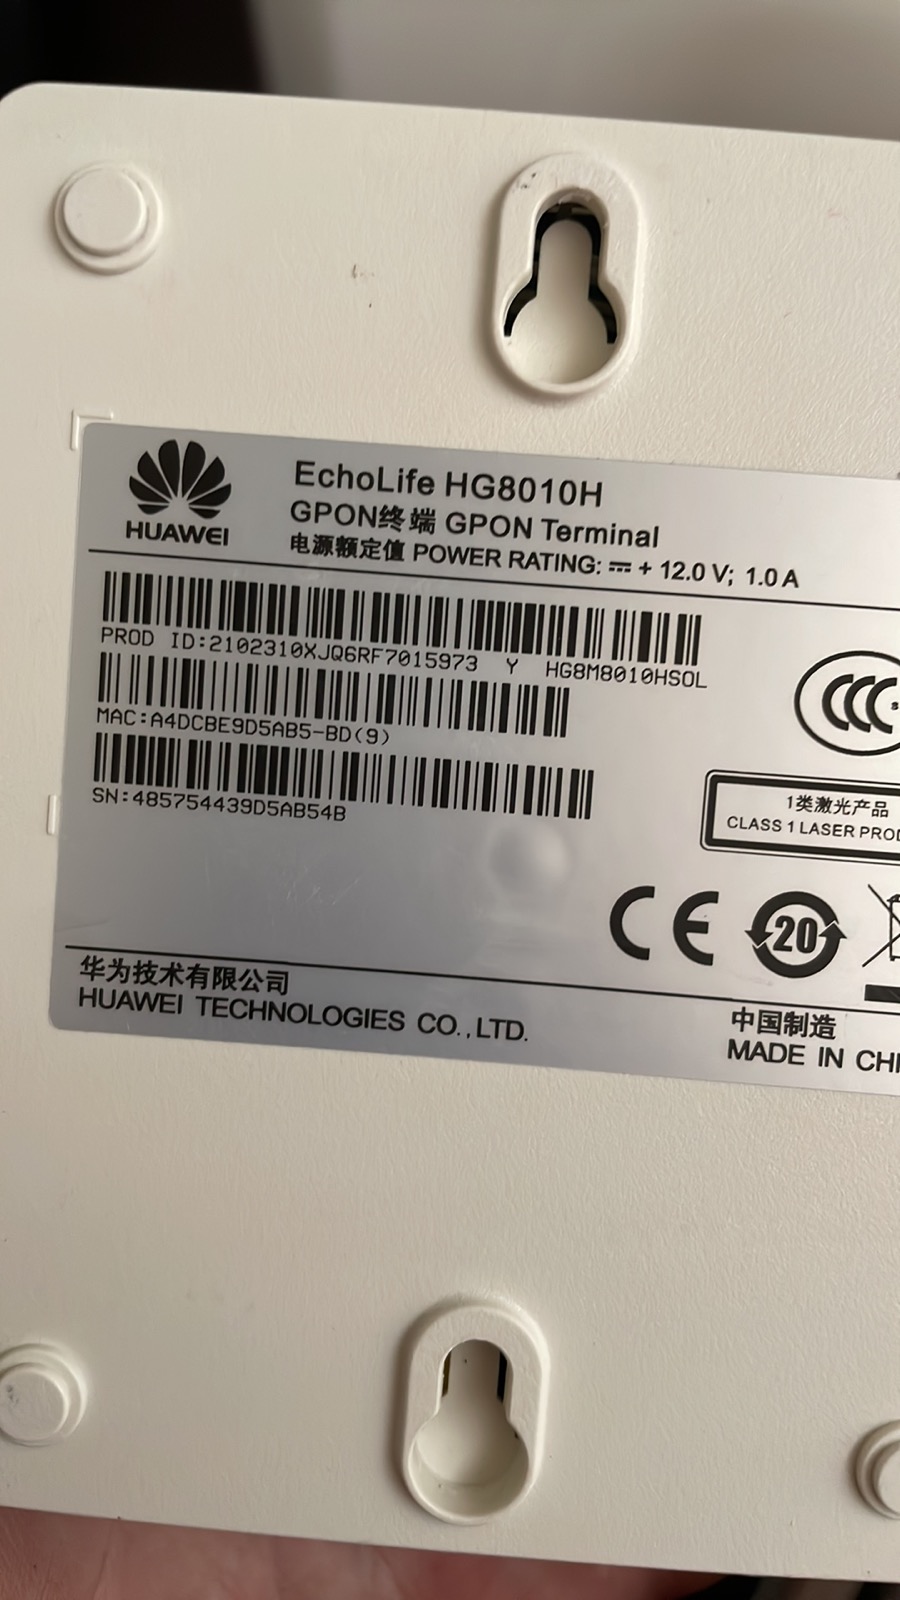 HUAWEI
EchoLife HG8010H
GPON终端 GPON Terminal
电源额定值 POWER RATING: ⎓ + 12.0 V; 1.0 A
PROD ID:2102310XJQ6RF7015973 Y HG8M8010HSOL
MAC:A4DCBE9D5AB5-BD(9)
SN:485754439D5AB54B
CCC
S
1类激光产品
CLASS 1 LASER PROD
CE
20
华为技术有限公司
HUAWEI TECHNOLOGIES CO.,LTD.
中国制造
MADE IN CHI